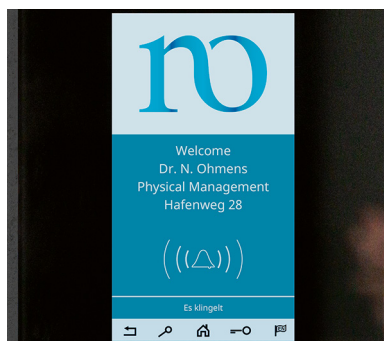 no
Welcome
Dr. N. Ohmens
Physical Management
Hafenweg 28
Es klingelt